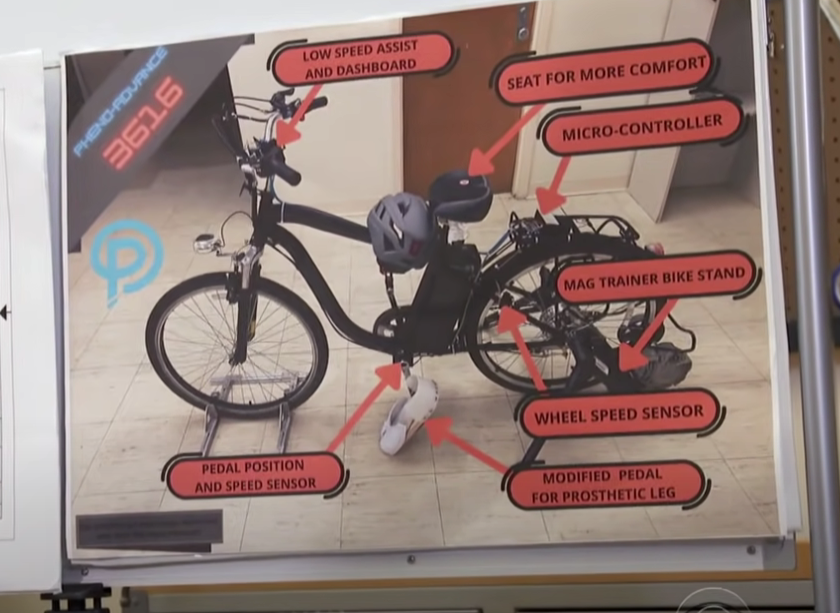 PHENO-ADVANCE
3616
LOW SPEED ASSIST
AND DASHBOARD
SEAT FOR MORE COMFORT
MICRO-CONTROLLER
MAG TRAINER BIKE STAND
WHEEL SPEED SENSOR
PEDAL POSITION
AND SPEED SENSOR
MODIFIED PEDAL
FOR PROSTHETIC LEG